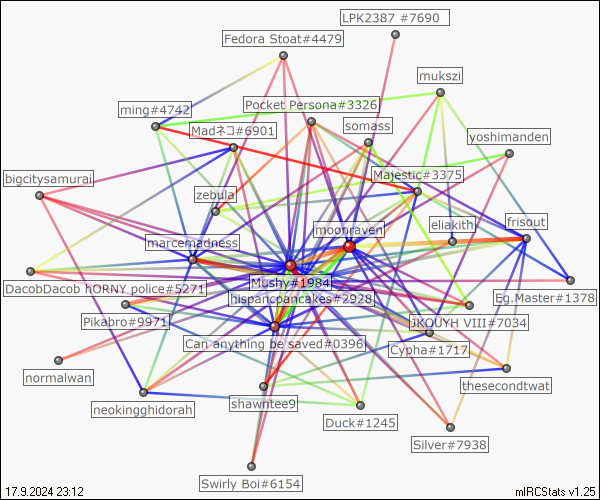 LPK2387 #7690
Fedora Stoat#4479
mukszi
ming#4742
Pocket Persona#3326
somass
Madネコ#6901
yoshimanden
bigcitysamurai
Majestic#3375
zebula
moonraven
eliakith
frisout
marcemadness
Mushy#1984
DacobDacob hORNY police#5271
hispancpancakes#2928
Eg.Master#1378
Pikabro#9971
JKOUYH VIII#7034
Can anything be saved#0396
Cypha#1717
normalwan
thesecondtwat
neokingghidorah
shawntee9
Duck#1245
Silver#7938
Swirly Boi#6154
17.9.2024 23:12
mIRCStats v1.25